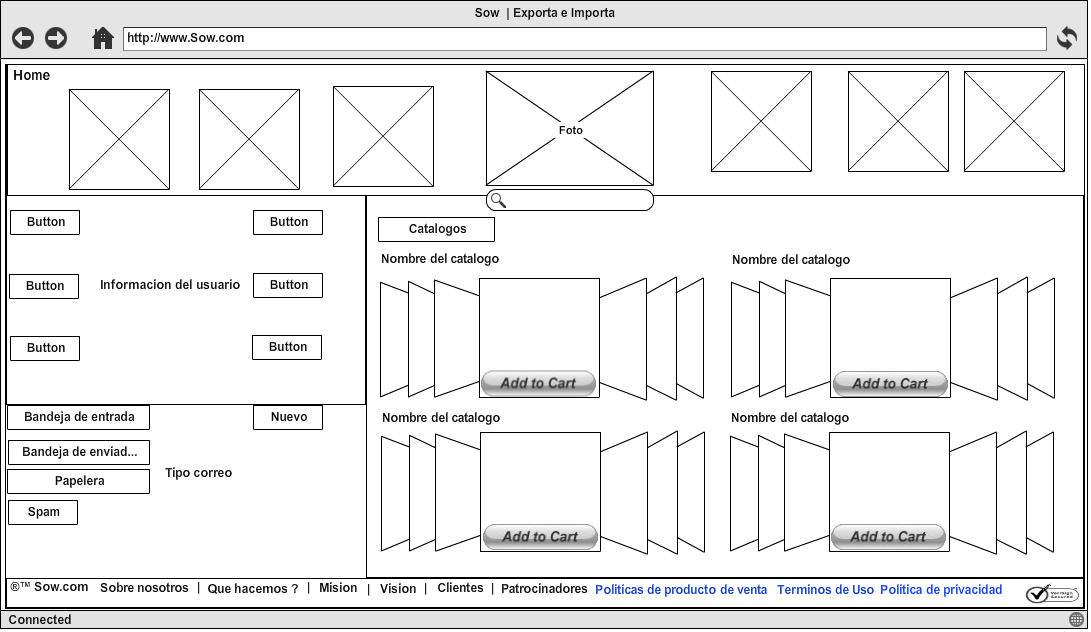 Sow | Exporta e Importa
http://www.Sow.com
Home
Foto
Button
Button
Button
Informacion del usuario
Button
Button
Button
Bandeja de entrada
Nuevo
Bandeja de enviad...
Tipo correo
Papelera
Spam
Catalogos
Nombre del catalogo
Nombre del catalogo
Add to Cart
Add to Cart
Nombre del catalogo
Nombre del catalogo
Add to Cart
Add to Cart
®™ Sow.com Sobre nosotros | Que hacemos ? | Mision | Vision | Clientes | Patrocinadores Politicas de producto de venta Terminos de Uso Politica de privacidad
VeriSign
Secured
Connected